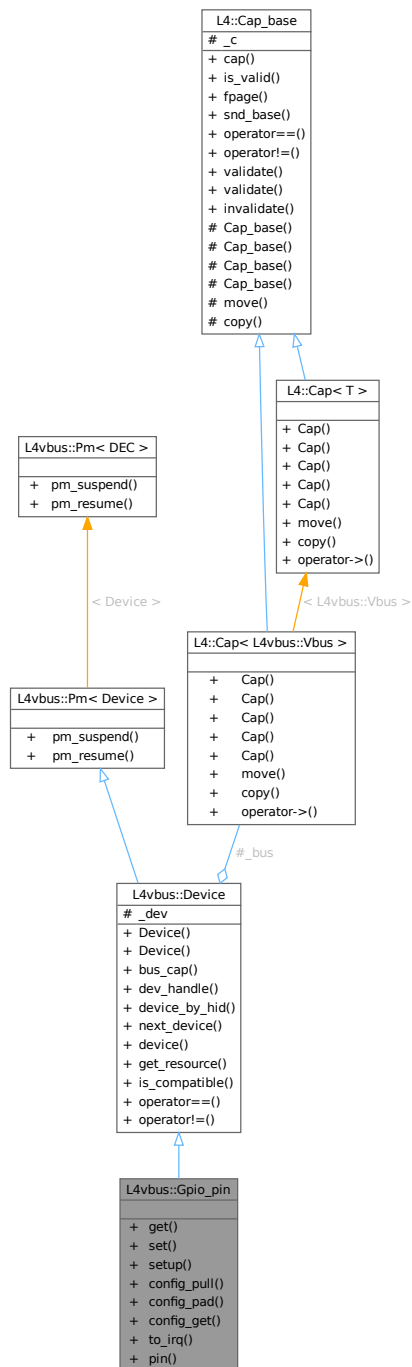 L4::Cap_base
# _c
+ cap()
+ is_valid()
+ fpage()
+ snd_base()
+ operator==()
+ operator!=()
+ validate()
+ validate()
+ invalidate()
# Cap_base()
# Cap_base()
# Cap_base()
# Cap_base()
# move()
# copy()
L4::Cap< T >
+ Cap()
+ Cap()
+ Cap()
+ Cap()
+ Cap()
+ move()
+ copy()
+ operator->()
L4vbus::Pm< DEC >
+ pm_suspend()
+ pm_resume()
< Device >
< L4vbus::Vbus >
L4::Cap< L4vbus::Vbus >
+ Cap()
+ Cap()
+ Cap()
+ Cap()
+ Cap()
+ move()
+ copy()
+ operator->()
L4vbus::Pm< Device >
+ pm_suspend()
+ pm_resume()
#_bus
L4vbus::Device
# _dev
+ Device()
+ Device()
+ bus_cap()
+ dev_handle()
+ device_by_hid()
+ next_device()
+ device()
+ get_resource()
+ is_compatible()
+ operator==()
+ operator!=()
L4vbus::Gpio_pin
+ get()
+ set()
+ setup()
+ config_pull()
+ config_pad()
+ config_get()
+ to_irq()
+ pin()